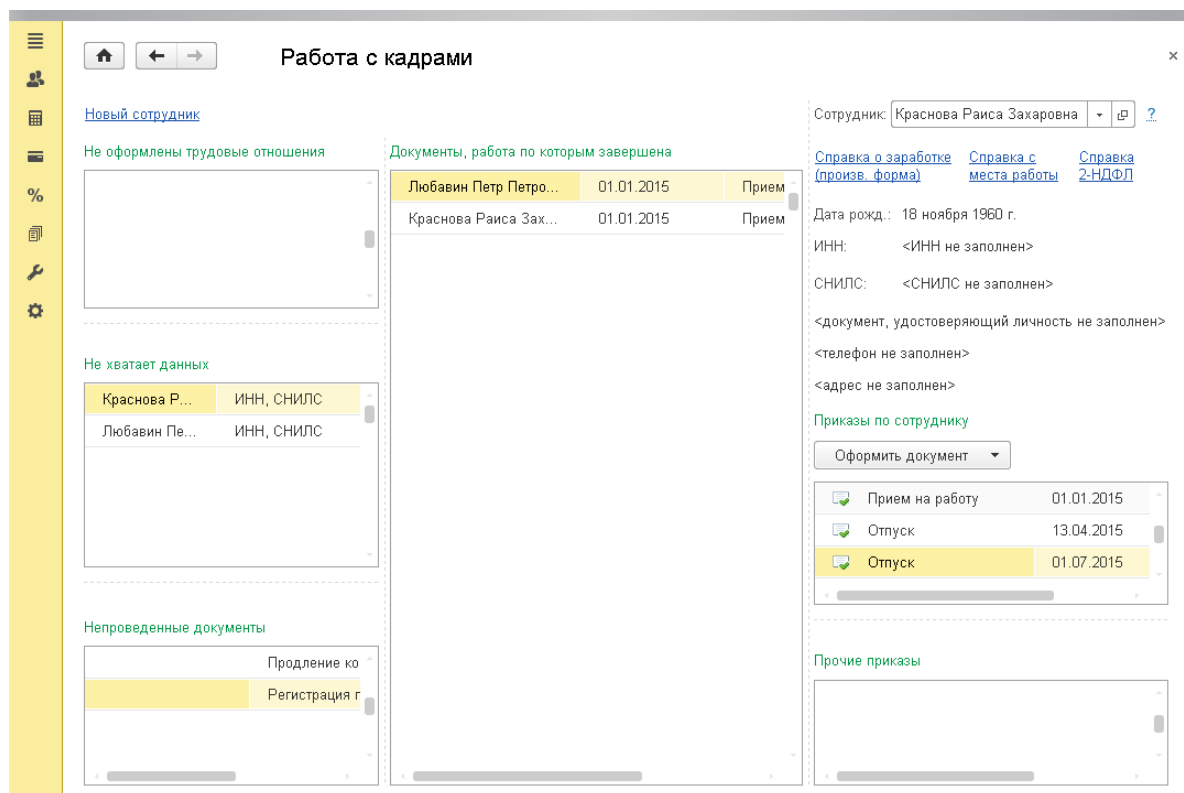 Работа с кадрами
Новый сотрудник
Не оформлены трудовые отношения
Не хватает данных
Краснова Р... ИНН, СНИЛС
Любавин Пе... ИНН, СНИЛС
Непроведенные документы
Продление ко
Регистрация г
Документы, работа по которым завершена
Любавин Петр Петро... 01.01.2015 Прием
Краснова Раиса Зах... 01.01.2015 Прием
Сотрудник: Краснова Раиса Захаровна ?
Справка о заработке (произв. форма)
Справка с места работы
Справка 2-НДФЛ
Дата рожд.: 18 ноября 1960 г.
ИНН: <ИНН не заполнен>
СНИЛС: <СНИЛС не заполнен>
<документ, удостоверяющий личность не заполнен>
<телефон не заполнен>
<адрес не заполнен>
Приказы по сотруднику
Оформить документ
Прием на работу 01.01.2015
Отпуск 13.04.2015
Отпуск 01.07.2015
Прочие приказы